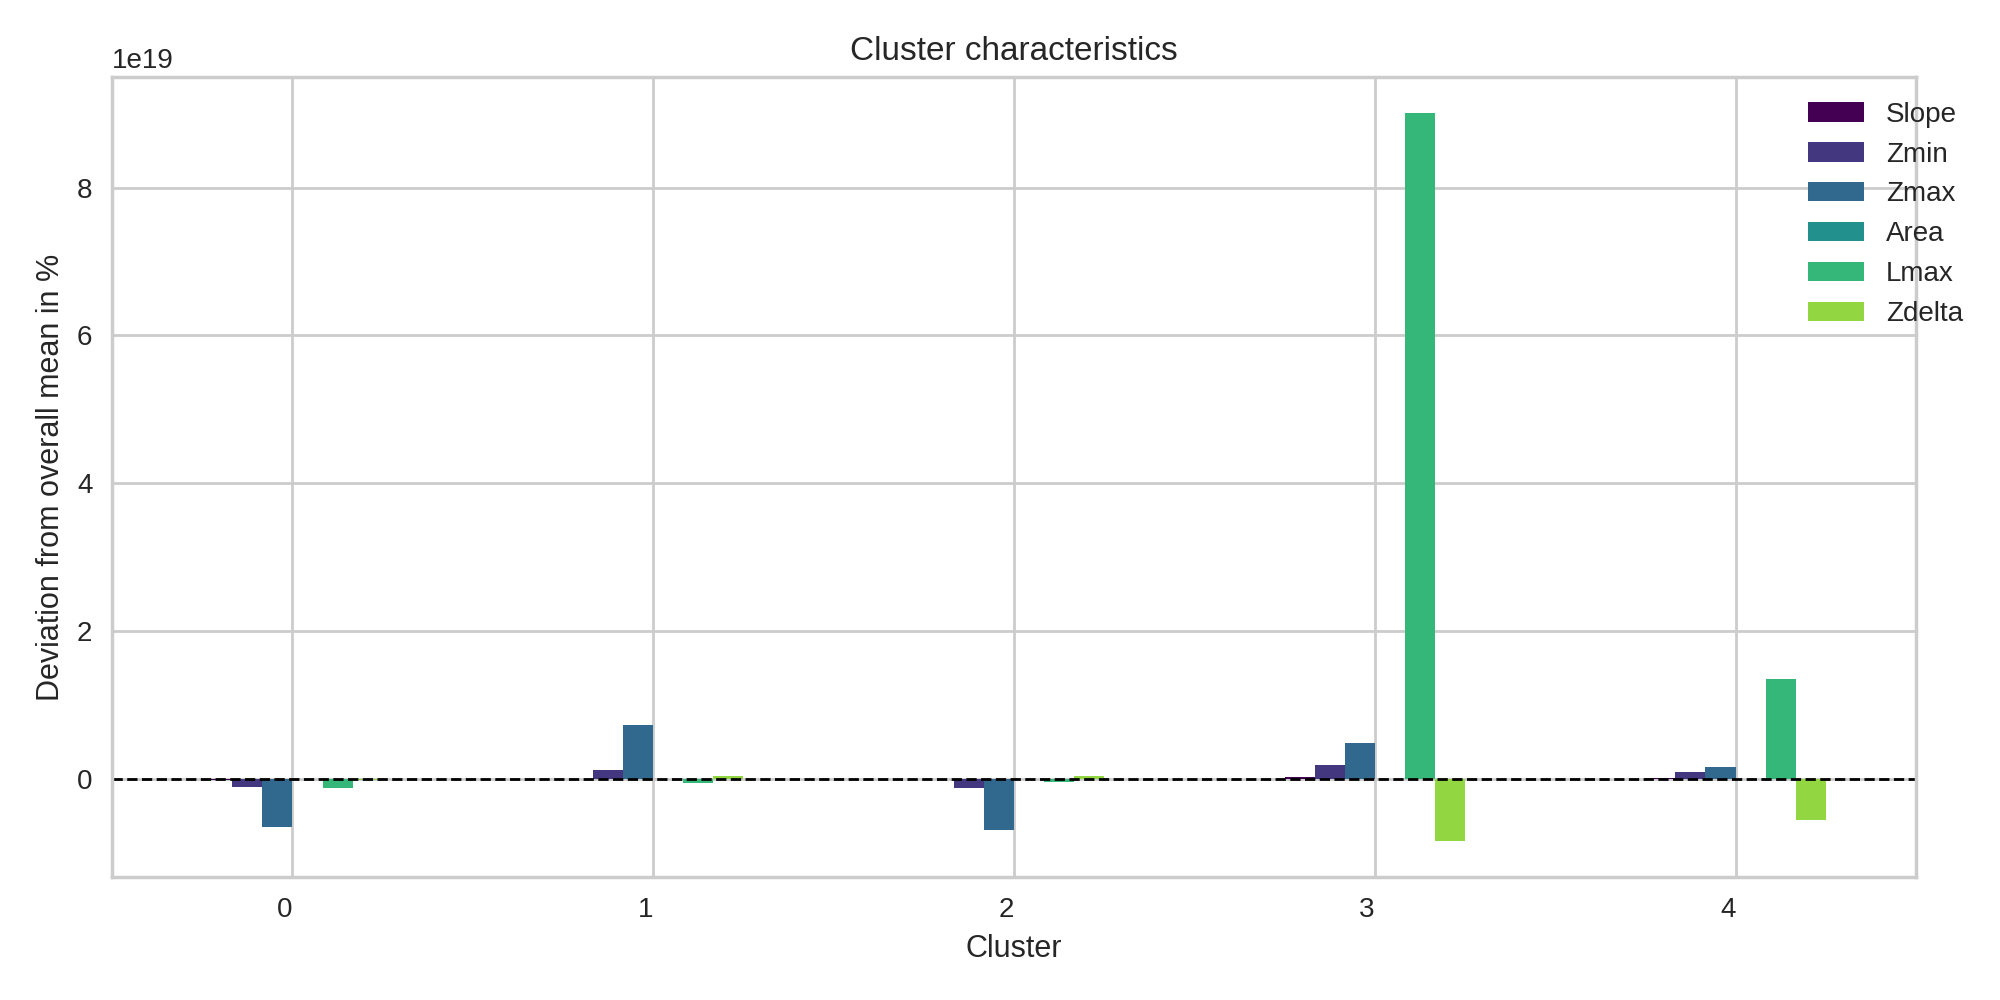 Cluster characteristics
1e19
8
6
4
2
0
Deviation from overall mean in %
Slope
Zmin
Zmax
Area
Lmax
Zdelta
0 1 2 3 4
Cluster